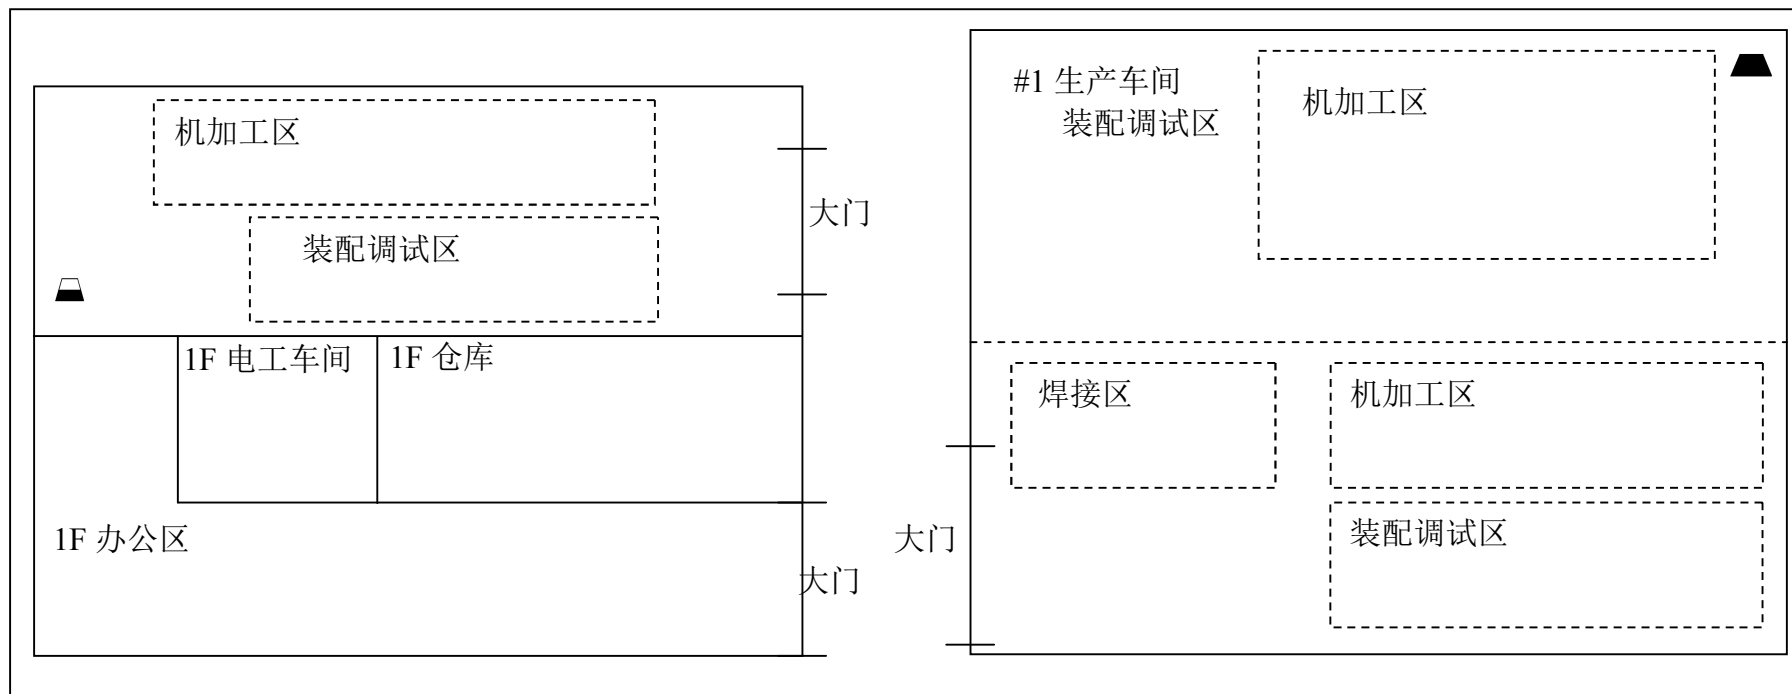 机加工区
装配调试区
大门
1F 电工车间
1F 仓库
1F 办公区
大门
#1 生产车间
装配调试区
机加工区
焊接区
机加工区
大门
装配调试区